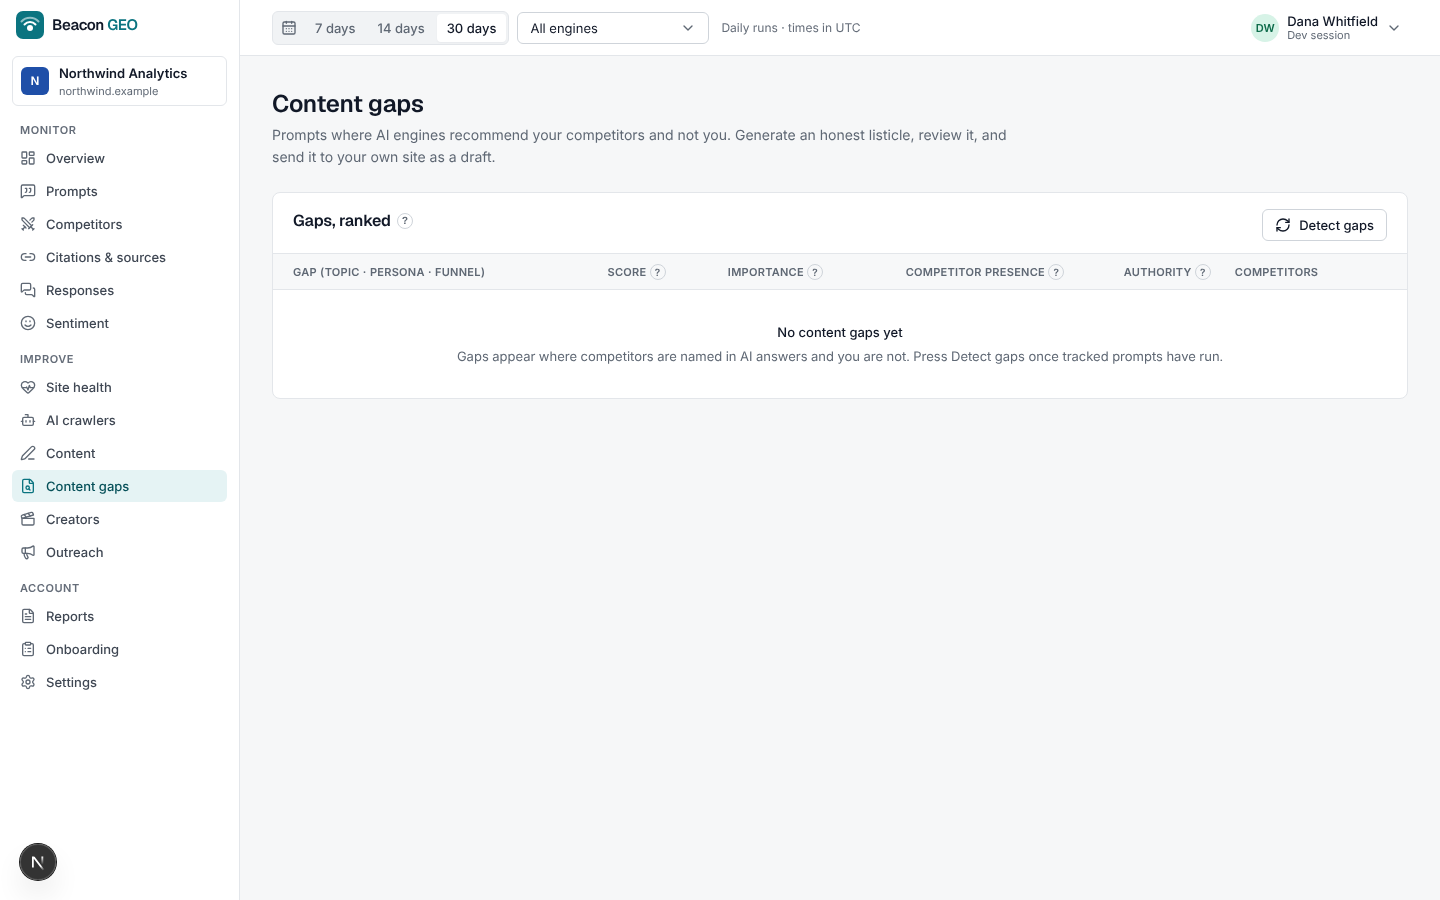 Beacon GEO
N
Northwind Analytics
northwind.example
MONITOR
Overview
Prompts
Competitors
Citations & sources
Responses
Sentiment
IMPROVE
Site health
AI crawlers
Content
Content gaps
Creators
Outreach
ACCOUNT
Reports
Onboarding
Settings
N
7 days
14 days
30 days
All engines
Daily runs · times in UTC
DW
Dana Whitfield
Dev session
Content gaps
Prompts where AI engines recommend your competitors and not you. Generate an honest listicle, review it, and
send it to your own site as a draft.
Gaps, ranked ?
Detect gaps
GAP (TOPIC · PERSONA · FUNNEL) SCORE ? IMPORTANCE ? COMPETITOR PRESENCE ? AUTHORITY ? COMPETITORS
No content gaps yet
Gaps appear where competitors are named in AI answers and you are not. Press Detect gaps once tracked prompts have run.